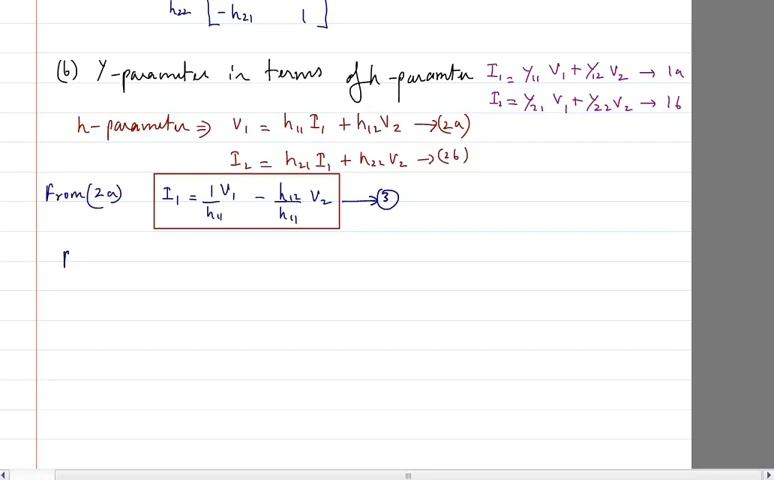 h22 [ -h21 1 ]
(b) Y-parameter in terms of h-paramter
I1 = Y11 V1 + Y12 V2 → 1a
I2 = Y21 V1 + Y22 V2 → 1b
h-parameter ⇒ V1 = h11 I1 + h12 V2 → (2a)
I2 = h21 I1 + h22 V2 → (2b)
From (2a) I1 = 1/h11 V1 - h12/h11 V2 → ③